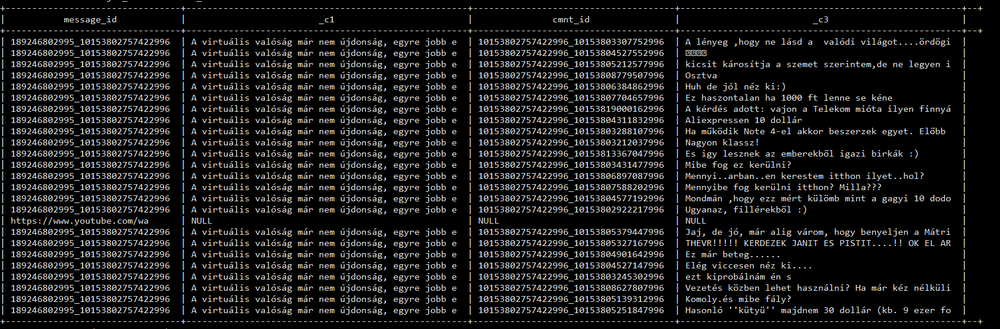 message_id | _c1 | cmnt_id | _c3
189246802995_10153802757422996 | A virtuális valóság már nem újdonság, egyre jobb e | 10153802757422996_10153803307752996 | A lényeg ,hogy ne lásd a  valódi világot....ördögi
189246802995_10153802757422996 | A virtuális valóság már nem újdonság, egyre jobb e | 10153802757422996_10153804527552996 |
189246802995_10153802757422996 | A virtuális valóság már nem újdonság, egyre jobb e | 10153802757422996_10153805212577996 | kicsit károsítja a szemet szerintem,de ne legyen i
189246802995_10153802757422996 | A virtuális valóság már nem újdonság, egyre jobb e | 10153802757422996_10153808779507996 | Osztva
189246802995_10153802757422996 | A virtuális valóság már nem újdonság, egyre jobb e | 10153802757422996_10153806384862996 | Huh de jól néz ki:)
189246802995_10153802757422996 | A virtuális valóság már nem újdonság, egyre jobb e | 10153802757422996_10153807704657996 | Ez haszontalan ha 1000 ft lenne se kéne
189246802995_10153802757422996 | A virtuális valóság már nem újdonság, egyre jobb e | 10153802757422996_10153819000162996 | A kérdés adott: vajon a Telekom mióta ilyen finnyá
189246802995_10153802757422996 | A virtuális valóság már nem újdonság, egyre jobb e | 10153802757422996_10153804311832996 | Aliexpressen 10 dollár
189246802995_10153802757422996 | A virtuális valóság már nem újdonság, egyre jobb e | 10153802757422996_10153803288107996 | Ha működik Note 4-el akkor beszerzek egyet. Előbb
189246802995_10153802757422996 | A virtuális valóság már nem újdonság, egyre jobb e | 10153802757422996_10153803212037996 | Nagyon klassz!
189246802995_10153802757422996 | A virtuális valóság már nem újdonság, egyre jobb e | 10153802757422996_10153813367047996 | Es igy lesznek az emberekből igazi birkák :)
189246802995_10153802757422996 | A virtuális valóság már nem újdonság, egyre jobb e | 10153802757422996_10153803431477996 | Mibe fog ez kerülni?
189246802995_10153802757422996 | A virtuális valóság már nem újdonság, egyre jobb e | 10153802757422996_10153806897087996 | Mennyi..arban..en kerestem itthon ilyet..hol?
189246802995_10153802757422996 | A virtuális valóság már nem újdonság, egyre jobb e | 10153802757422996_10153807588202996 | Mennyibe fog kerülni itthon? Milla???
189246802995_10153802757422996 | A virtuális valóság már nem újdonság, egyre jobb e | 10153802757422996_10153804577192996 | Mondmán ,hogy ezz mért külömb mint a gagyi 10 dodo
189246802995_10153802757422996 | A virtuális valóság már nem újdonság, egyre jobb e | 10153802757422996_10153802922217996 | Ugyanaz, fillérekből :)
https://www.youtube.com/wa | NULL | NULL | NULL
189246802995_10153802757422996 | A virtuális valóság már nem újdonság, egyre jobb e | 10153802757422996_10153805379447996 | Jaj, de jó, már alig várom, hogy benyeljen a Mátri
189246802995_10153802757422996 | A virtuális valóság már nem újdonság, egyre jobb e | 10153802757422996_10153805327167996 | THEVR!!!!! KERDEZEK JANIT ES PISTIT....!! OK EL AR
189246802995_10153802757422996 | A virtuális valóság már nem újdonság, egyre jobb e | 10153802757422996_10153804901642996 | Ez már beteg......
189246802995_10153802757422996 | A virtuális valóság már nem újdonság, egyre jobb e | 10153802757422996_10153804527147996 | Elég viccesen néz ki....
189246802995_10153802757422996 | A virtuális valóság már nem újdonság, egyre jobb e | 10153802757422996_10153803245302996 | ezt kiprobálnám én s
189246802995_10153802757422996 | A virtuális valóság már nem újdonság, egyre jobb e | 10153802757422996_10153808627807996 | Vezetés közben lehet használni? Ha már kéz nélküli
189246802995_10153802757422996 | A virtuális valóság már nem újdonság, egyre jobb e | 10153802757422996_10153805139312996 | Komoly.és mibe fály?
189246802995_10153802757422996 | A virtuális valóság már nem újdonság, egyre jobb e | 10153802757422996_10153805251847996 | Hasonló ''kütyü'' majdnem 30 dollár (kb. 9 ezer fo